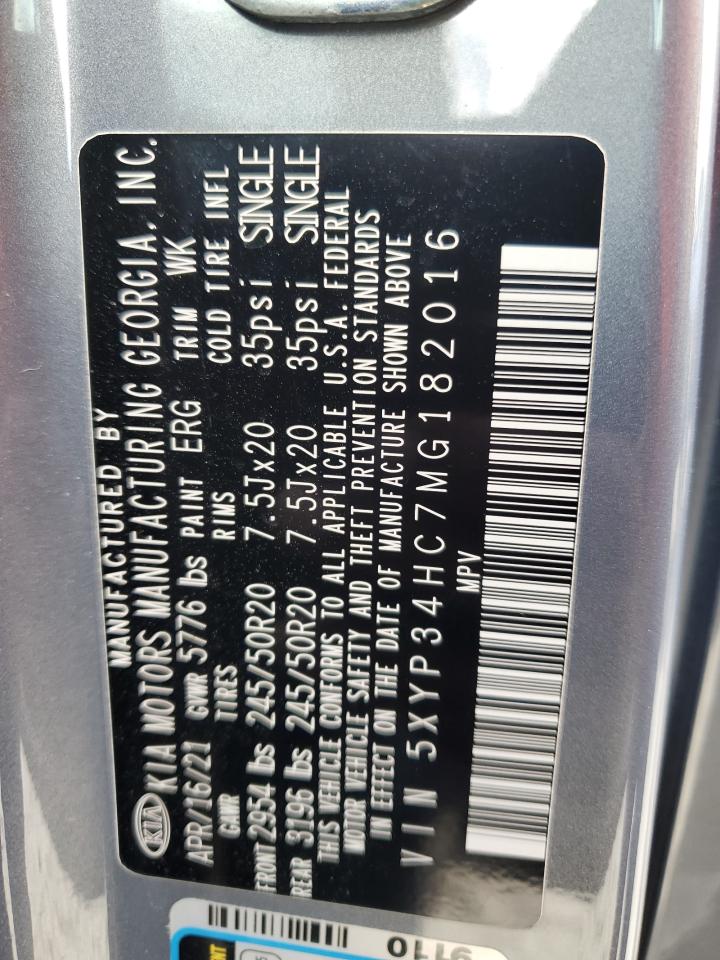 MANUFACTURED BY
KIA KIA MOTORS MANUFACTURING GEORGIA, INC.
APR/16/21 GVWR 5776 lbs PAINT ERG TRIM WK
GAWR TIRES RIMS COLD TIRE INFL
FRONT 2954 lbs 245/50R20 7.5Jx20 35psi SINGLE
REAR 3196 lbs 245/50R20 7.5Jx20 35psi SINGLE
THIS VEHICLE CONFORMS TO ALL APPLICABLE U.S.A. FEDERAL
MOTOR VEHICLE SAFETY AND THEFT PREVENTION STANDARDS
IN EFFECT ON THE DATE OF MANUFACTURE SHOWN ABOVE
VIN 5XYP34HC7MG182016
MPV